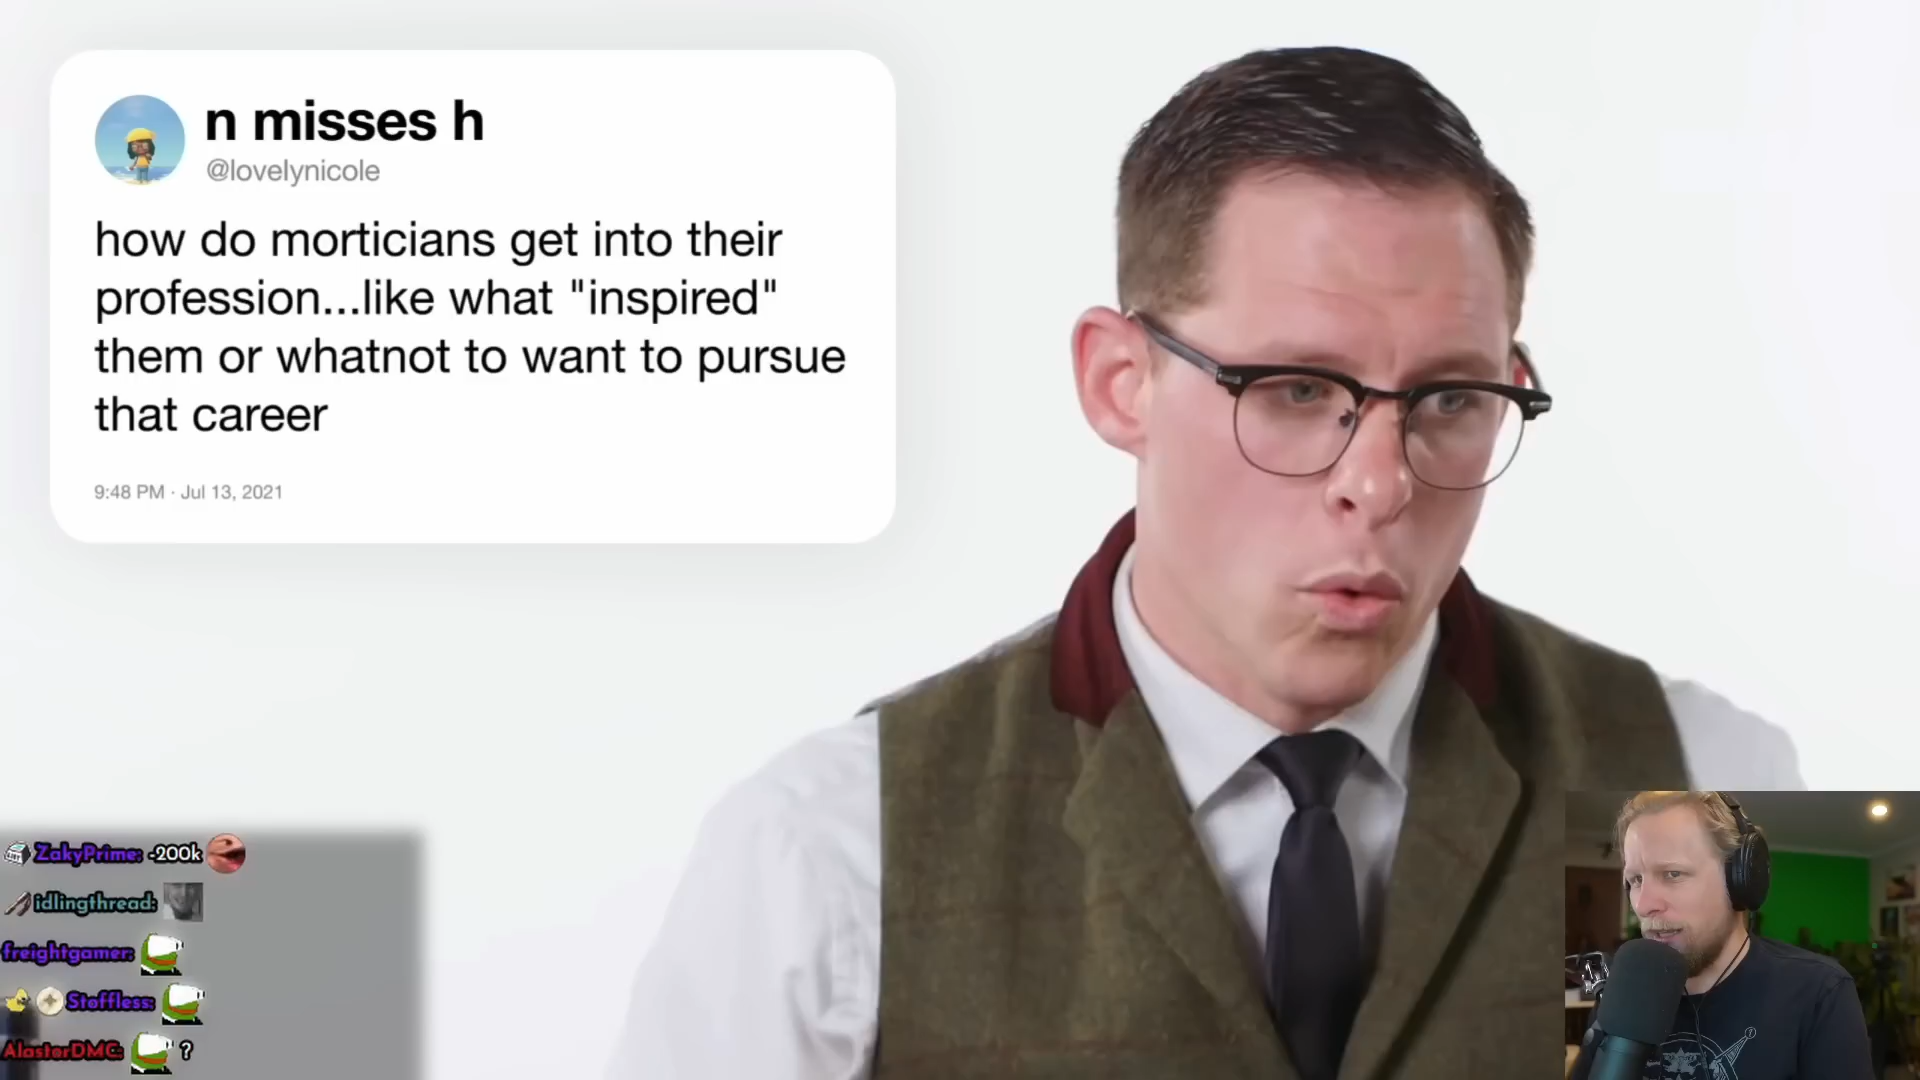 n misses h
@lovelynicole
how do morticians get into their
profession...like what "inspired"
them or whatnot to want to pursue
that career
9:48 PM · Jul 13, 2021
ZakyPrime: -200k
idlingthread:
freightgamer:
Stoffless:
AlastorDMC: ?